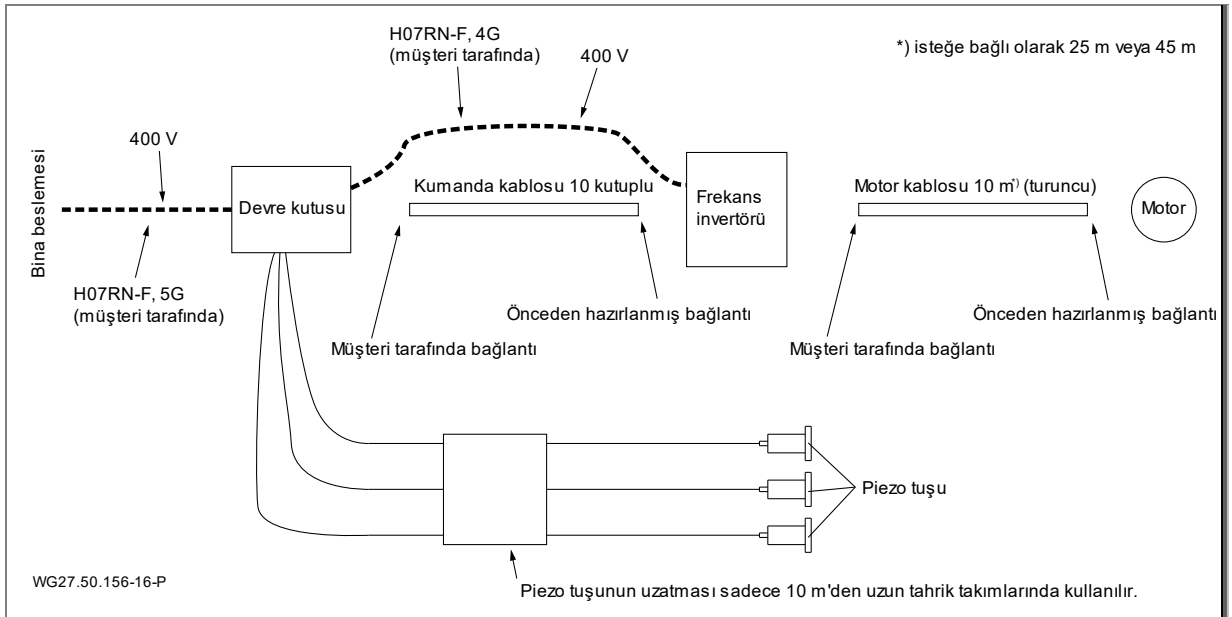 H07RN-F, 4G
(müşteri tarafında)
400 V
*) isteğe bağlı olarak 25 m veya 45 m
Bina beslemesi
400 V
Devre kutusu
Kumanda kablosu 10 kutuplu
Frekans
invertörü
Motor kablosu 10 m*) (turuncu)
Motor
H07RN-F, 5G
(müşteri tarafında)
Önceden hazırlanmış bağlantı
Önceden hazırlanmış bağlantı
Müşteri tarafında bağlantı
Müşteri tarafında bağlantı
Piezo tuşu
WG27.50.156-16-P
Piezo tuşunun uzatması sadece 10 m'den uzun tahrik takımlarında kullanılır.